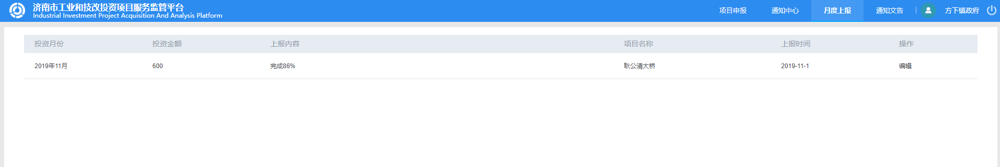 济南市工业和技改投资项目服务监管平台
Industrial Investment Project Acquisition And Analysis Platform
项目申报 通知中心 月度上报 通知文告 方下镇政府
投资月份 投资金额 上报内容 项目名称 上报时间 操作
2019年11月 600 完成86% 耿公清大桥 2019-11-1 编辑